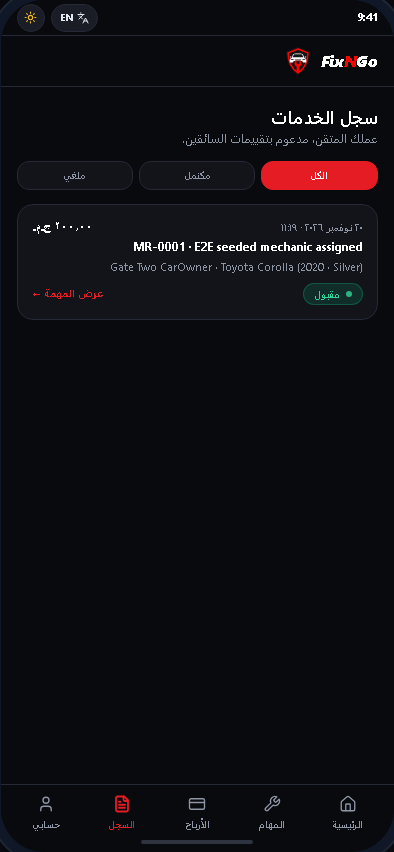 9:41
EN
FixNGo
سجل الخدمات
عملك المتقن، مدعوم بتقييمات السائقين.
الكل
مكتمل
ملغي
٢٠ نوفمبر ٢٠٢٦ · ١١:١٩
٢٠٠٫٠٠ ج.م.
MR-0001 · E2E seeded mechanic assigned
Gate Two CarOwner · Toyota Corolla (2020 · Silver)
مقبول
عرض المهمة ←
الرئيسية
المهام
الأرباح
السجل
حسابي